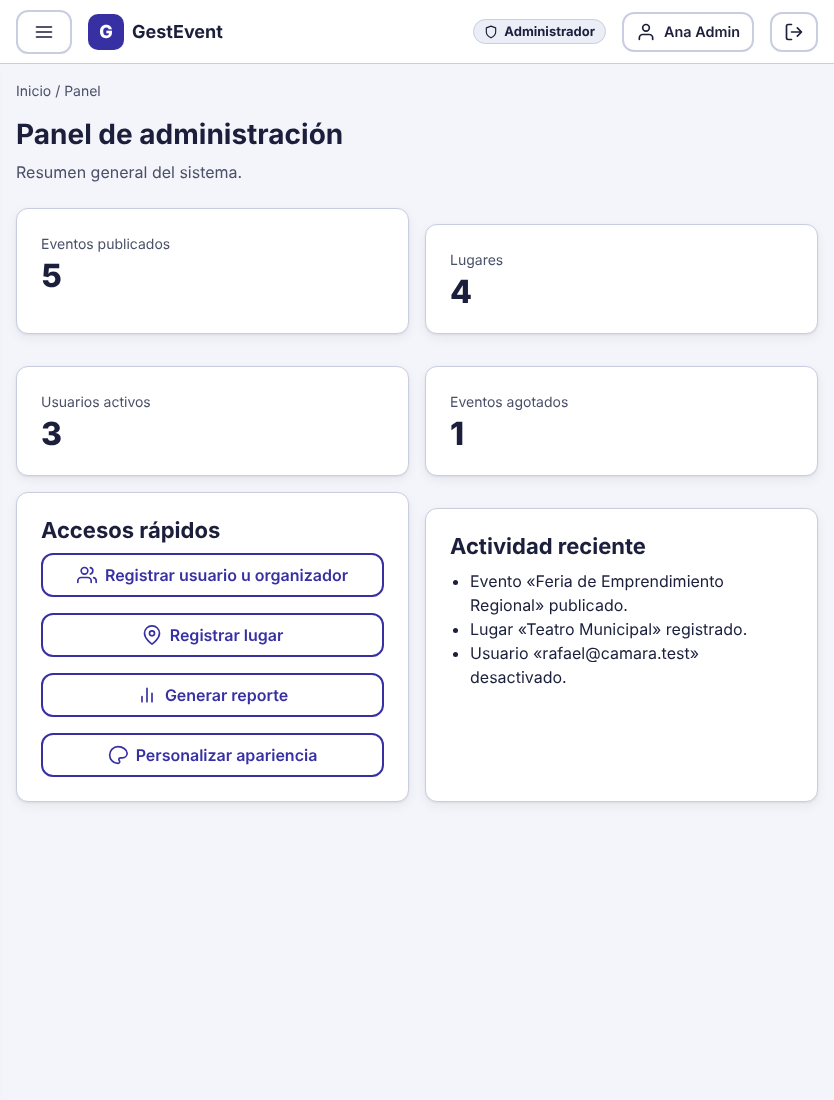 G GestEvent
Administrador
Ana Admin
Inicio / Panel
Panel de administración
Resumen general del sistema.
Eventos publicados
5
Lugares
4
Usuarios activos
3
Eventos agotados
1
Accesos rápidos
Registrar usuario u organizador
Registrar lugar
Generar reporte
Personalizar apariencia
Actividad reciente
• Evento «Feria de Emprendimiento
Regional» publicado.
• Lugar «Teatro Municipal» registrado.
• Usuario «rafael@camara.test»
desactivado.